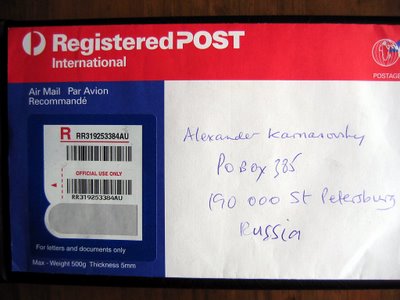 Registered POST
International
POSTAGE
Air Mail Par Avion
Recommandé
R RR319253384AU
OFFICIAL USE ONLY
RR319253384AU
For letters and documents only
Max - Weight 500g Thickness 5mm
Alexander Kamarovsky
PO Box 385
190 000 St Petersburg
Russia